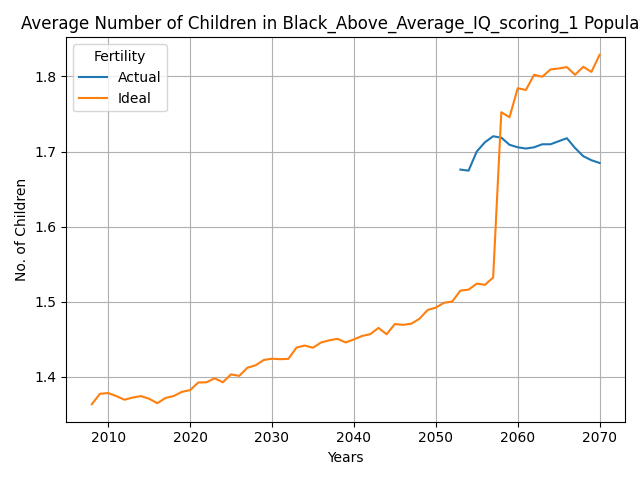 Average Number of Children in Black_Above_Average_IQ_scoring_1 Popula
Fertility
Actual
Ideal
1.8
1.7
1.6
1.5
1.4
No. of Children
2010 2020 2030 2040 2050 2060 2070
Years